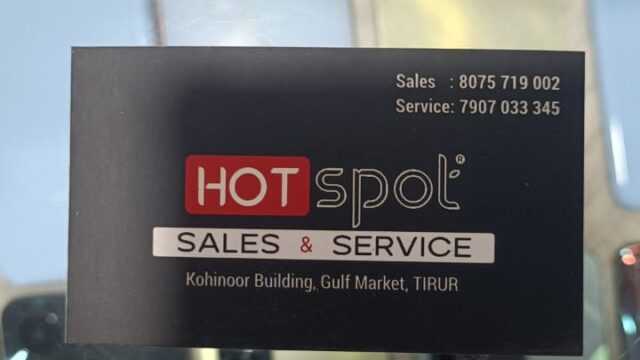 Sales : 8075 719 002
Service: 7907 033 345
HOT spot®
SALES & SERVICE
Kohinoor Building, Gulf Market, TIRUR